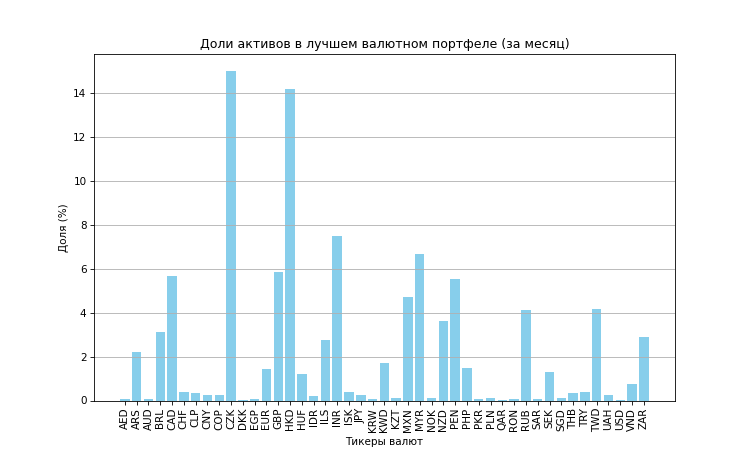 Доли активов в лучшем валютном портфеле (за месяц)
Доля (%)
14
12
10
8
6
4
2
0
AED ARS AUD BRL CAD CHF CLP CNY COP CZK DKK EGP EUR GBP HKD HUF IDR ILS INR ISK JPY KRW KWD KZT MXN MYR NOK NZD PEN PHP PKR PLN QAR RON RUB SAR SEK SGD THB TRY TWD UAH USD VND ZAR
Тикеры валют